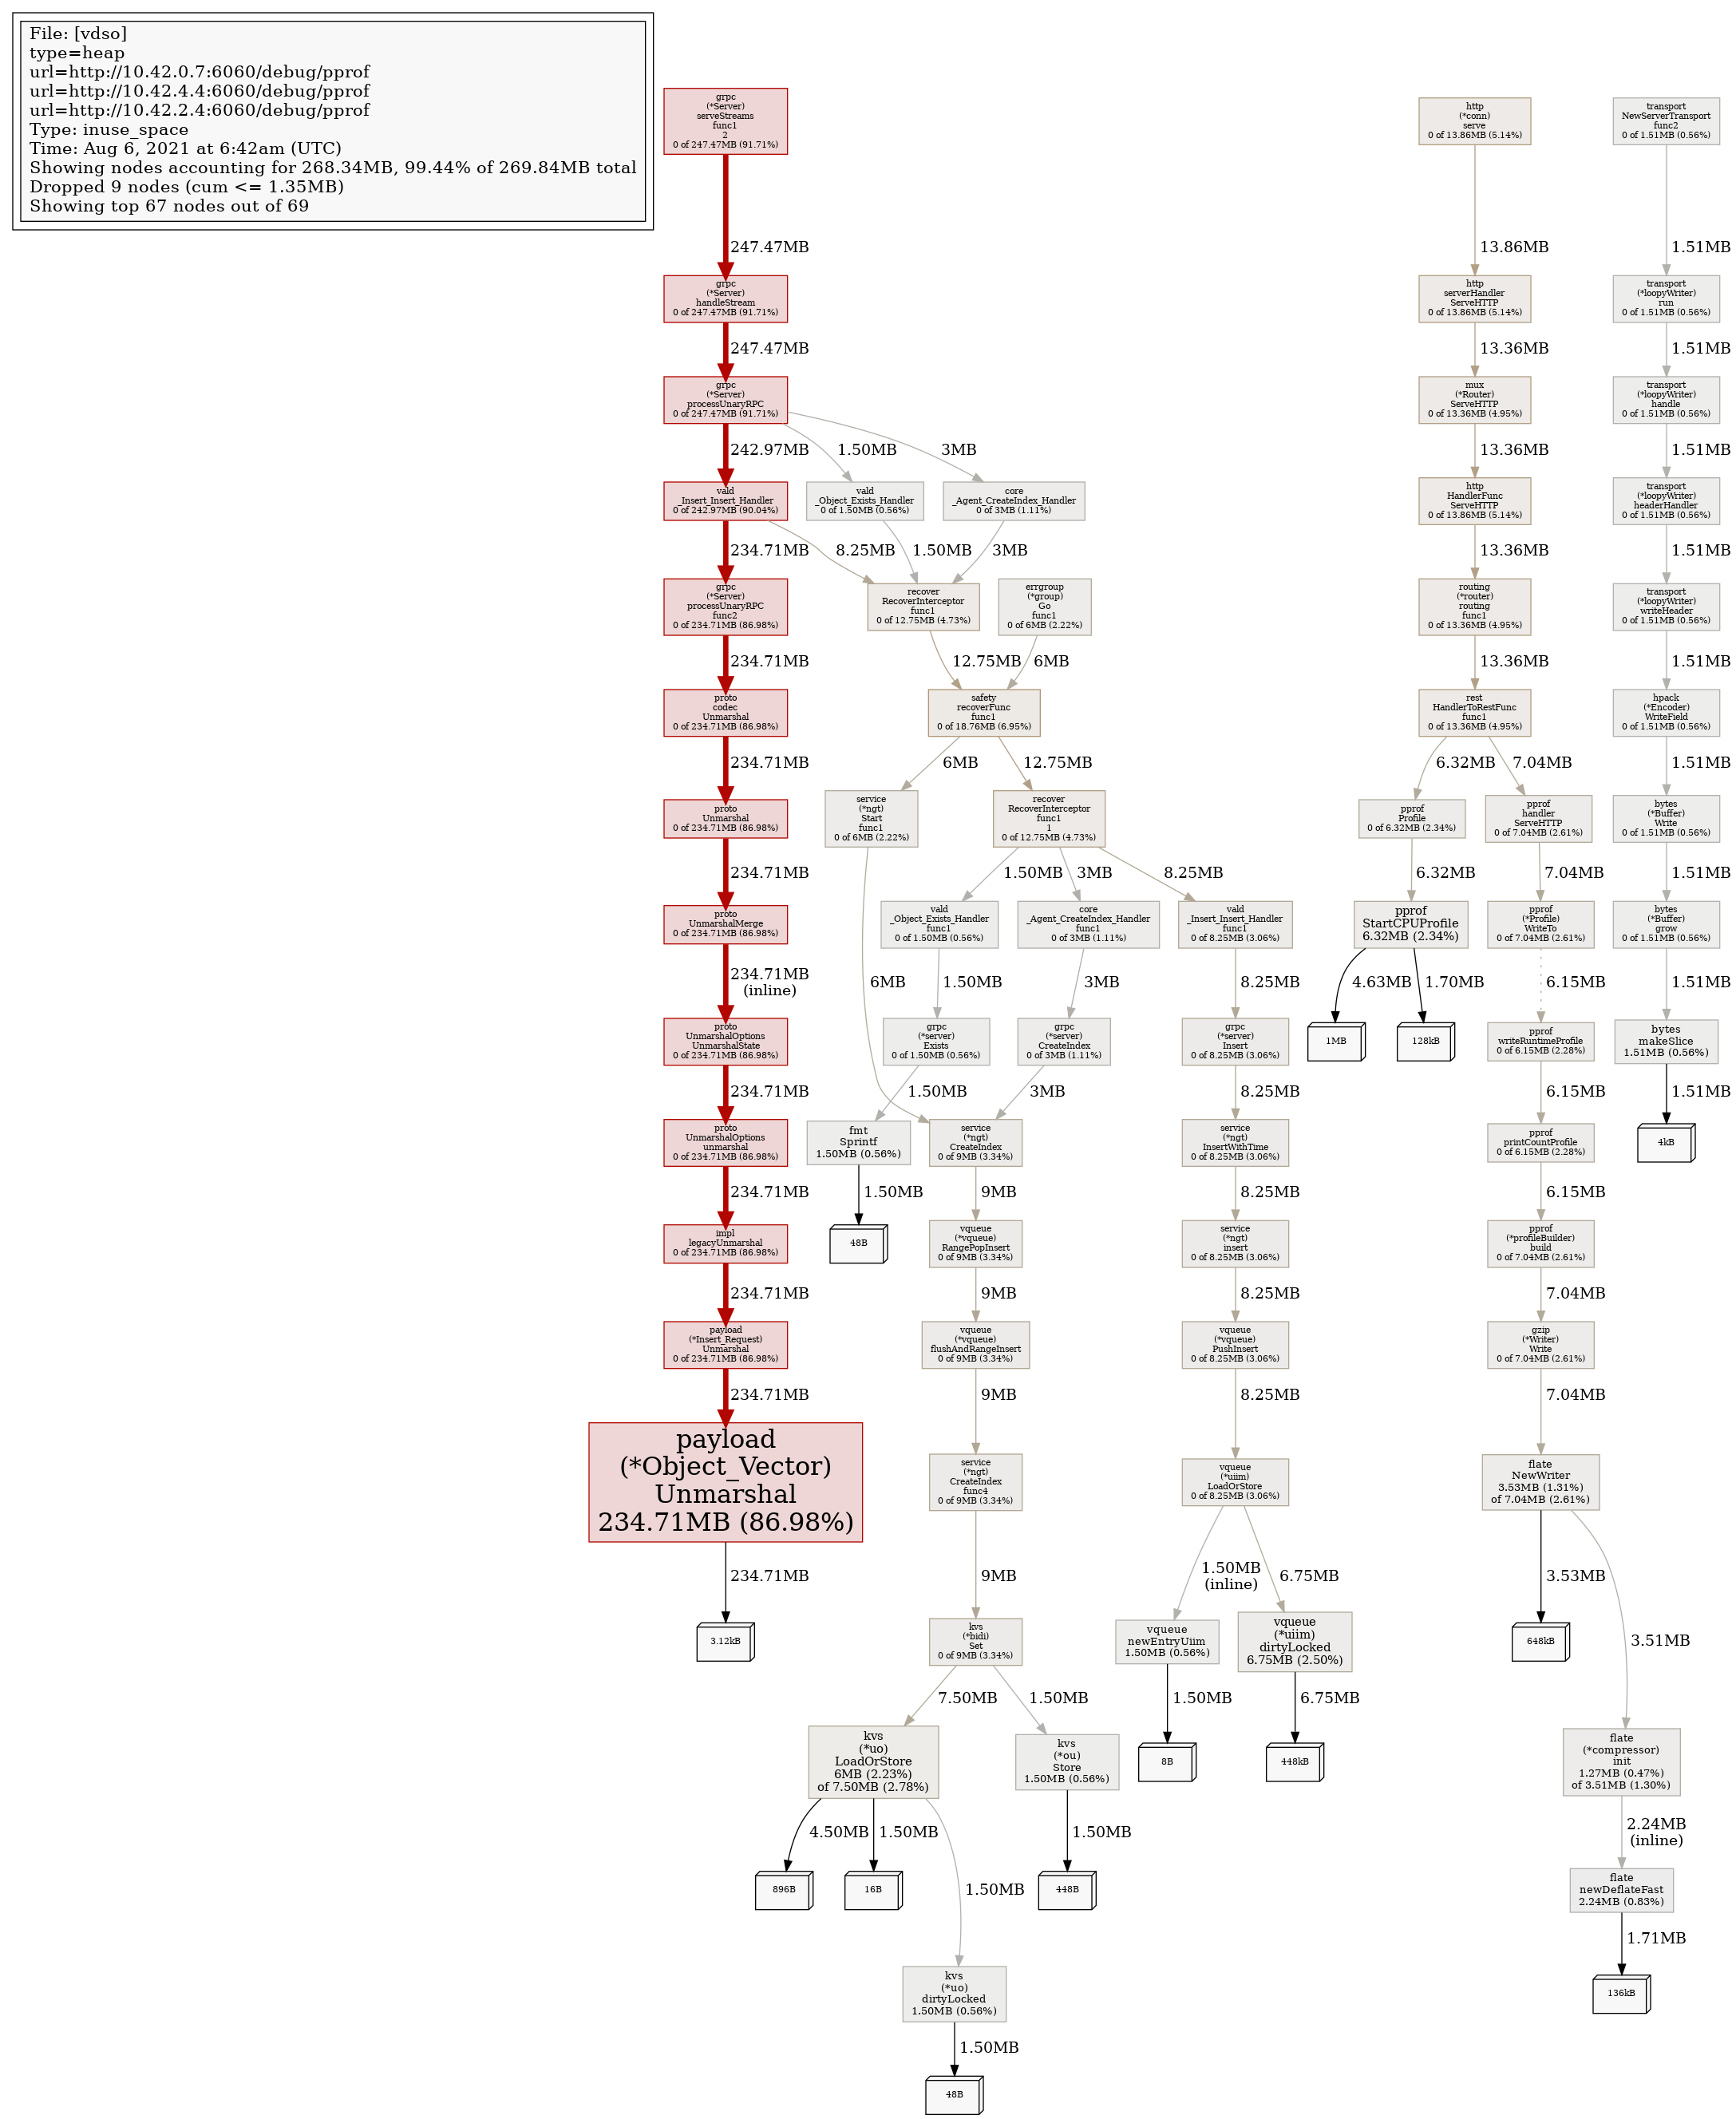 File: [vdso]
type=heap
url=http://10.42.0.7:6060/debug/pprof
url=http://10.42.4.4:6060/debug/pprof
url=http://10.42.2.4:6060/debug/pprof
Type: inuse_space
Time: Aug 6, 2021 at 6:42am (UTC)
Showing nodes accounting for 268.34MB, 99.44% of 269.84MB total
Dropped 9 nodes (cum <= 1.35MB)
Showing top 67 nodes out of 69
grpc
(*Server)
serveStreams
func1
2
0 of 247.47MB (91.71%)
247.47MB
grpc
(*Server)
handleStream
0 of 247.47MB (91.71%)
247.47MB
grpc
(*Server)
processUnaryRPC
0 of 247.47MB (91.71%)
242.97MB
1.50MB
3MB
vald
_Insert_Insert_Handler
0 of 242.97MB (90.04%)
vald
_Object_Exists_Handler
0 of 1.50MB (0.56%)
core
_Agent_CreateIndex_Handler
0 of 3MB (1.11%)
234.71MB
8.25MB
1.50MB
3MB
grpc
(*Server)
processUnaryRPC
func2
0 of 234.71MB (86.98%)
recover
RecoverInterceptor
func1
0 of 12.75MB (4.73%)
errgroup
(*group)
Go
func1
0 of 6MB (2.22%)
234.71MB
12.75MB
6MB
proto
codec
Unmarshal
0 of 234.71MB (86.98%)
safety
recoverFunc
func1
0 of 18.76MB (6.95%)
234.71MB
6MB
12.75MB
proto
Unmarshal
0 of 234.71MB (86.98%)
service
(*ngt)
Start
func1
0 of 6MB (2.22%)
recover
RecoverInterceptor
func1
1
0 of 12.75MB (4.73%)
234.71MB
1.50MB
3MB
8.25MB
proto
UnmarshalMerge
0 of 234.71MB (86.98%)
vald
_Object_Exists_Handler
func1
0 of 1.50MB (0.56%)
core
_Agent_CreateIndex_Handler
func1
0 of 3MB (1.11%)
vald
_Insert_Insert_Handler
func1
0 of 8.25MB (3.06%)
234.71MB
(inline)
6MB
1.50MB
3MB
8.25MB
proto
UnmarshalOptions
UnmarshalState
0 of 234.71MB (86.98%)
grpc
(*server)
Exists
0 of 1.50MB (0.56%)
grpc
(*server)
CreateIndex
0 of 3MB (1.11%)
grpc
(*server)
Insert
0 of 8.25MB (3.06%)
234.71MB
1.50MB
3MB
8.25MB
proto
UnmarshalOptions
unmarshal
0 of 234.71MB (86.98%)
fmt
Sprintf
1.50MB (0.56%)
service
(*ngt)
CreateIndex
0 of 9MB (3.34%)
service
(*ngt)
InsertWithTime
0 of 8.25MB (3.06%)
234.71MB
1.50MB
9MB
8.25MB
impl
legacyUnmarshal
0 of 234.71MB (86.98%)
48B
vqueue
(*vqueue)
RangePopInsert
0 of 9MB (3.34%)
service
(*ngt)
insert
0 of 8.25MB (3.06%)
234.71MB
9MB
8.25MB
payload
(*Insert_Request)
Unmarshal
0 of 234.71MB (86.98%)
vqueue
(*vqueue)
flushAndRangeInsert
0 of 9MB (3.34%)
vqueue
(*vqueue)
PushInsert
0 of 8.25MB (3.06%)
234.71MB
9MB
8.25MB
payload
(*Object_Vector)
Unmarshal
234.71MB (86.98%)
service
(*ngt)
CreateIndex
func4
0 of 9MB (3.34%)
vqueue
(*uiim)
LoadOrStore
0 of 8.25MB (3.06%)
234.71MB
9MB
1.50MB
(inline)
6.75MB
3.12kB
kvs
(*bidi)
Set
0 of 9MB (3.34%)
vqueue
newEntryUiim
1.50MB (0.56%)
vqueue
(*uiim)
dirtyLocked
6.75MB (2.50%)
7.50MB
1.50MB
1.50MB
6.75MB
kvs
(*uo)
LoadOrStore
6MB (2.23%)
of 7.50MB (2.78%)
kvs
(*ou)
Store
1.50MB (0.56%)
8B
448kB
4.50MB
1.50MB
1.50MB
1.50MB
896B
16B
448B
kvs
(*uo)
dirtyLocked
1.50MB (0.56%)
1.50MB
48B
http
(*conn)
serve
0 of 13.86MB (5.14%)
13.86MB
http
serverHandler
ServeHTTP
0 of 13.86MB (5.14%)
13.36MB
mux
(*Router)
ServeHTTP
0 of 13.36MB (4.95%)
13.36MB
http
HandlerFunc
ServeHTTP
0 of 13.86MB (5.14%)
13.36MB
routing
(*router)
routing
func1
0 of 13.36MB (4.95%)
13.36MB
rest
HandlerToRestFunc
func1
0 of 13.36MB (4.95%)
6.32MB
7.04MB
pprof
Profile
0 of 6.32MB (2.34%)
pprof
handler
ServeHTTP
0 of 7.04MB (2.61%)
6.32MB
7.04MB
pprof
StartCPUProfile
6.32MB (2.34%)
pprof
(*Profile)
WriteTo
0 of 7.04MB (2.61%)
4.63MB
1.70MB
6.15MB
1MB
128kB
pprof
writeRuntimeProfile
0 of 6.15MB (2.28%)
6.15MB
pprof
printCountProfile
0 of 6.15MB (2.28%)
6.15MB
pprof
(*profileBuilder)
build
0 of 7.04MB (2.61%)
7.04MB
gzip
(*Writer)
Write
0 of 7.04MB (2.61%)
7.04MB
flate
NewWriter
3.53MB (1.31%)
of 7.04MB (2.61%)
3.53MB
3.51MB
648kB
flate
(*compressor)
init
1.27MB (0.47%)
of 3.51MB (1.30%)
2.24MB
(inline)
flate
newDeflateFast
2.24MB (0.83%)
1.71MB
136kB
transport
NewServerTransport
func2
0 of 1.51MB (0.56%)
1.51MB
transport
(*loopyWriter)
run
0 of 1.51MB (0.56%)
1.51MB
transport
(*loopyWriter)
handle
0 of 1.51MB (0.56%)
1.51MB
transport
(*loopyWriter)
headerHandler
0 of 1.51MB (0.56%)
1.51MB
transport
(*loopyWriter)
writeHeader
0 of 1.51MB (0.56%)
1.51MB
hpack
(*Encoder)
WriteField
0 of 1.51MB (0.56%)
1.51MB
bytes
(*Buffer)
Write
0 of 1.51MB (0.56%)
1.51MB
bytes
(*Buffer)
grow
0 of 1.51MB (0.56%)
1.51MB
bytes
makeSlice
1.51MB (0.56%)
1.51MB
4kB